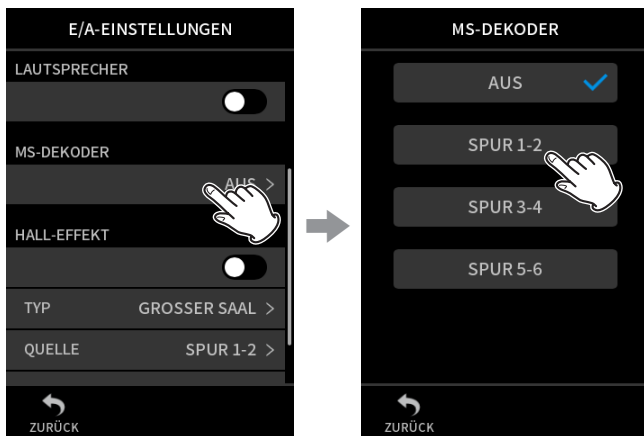 E/A-EINSTELLUNGEN
LAUTSPRECHER
MS-DEKODER
AUS >
HALL-EFFEKT
TYP GROSSER SAAL >
QUELLE SPUR 1-2 >
ZURÜCK
MS-DEKODER
AUS
SPUR 1-2
SPUR 3-4
SPUR 5-6
ZURÜCK